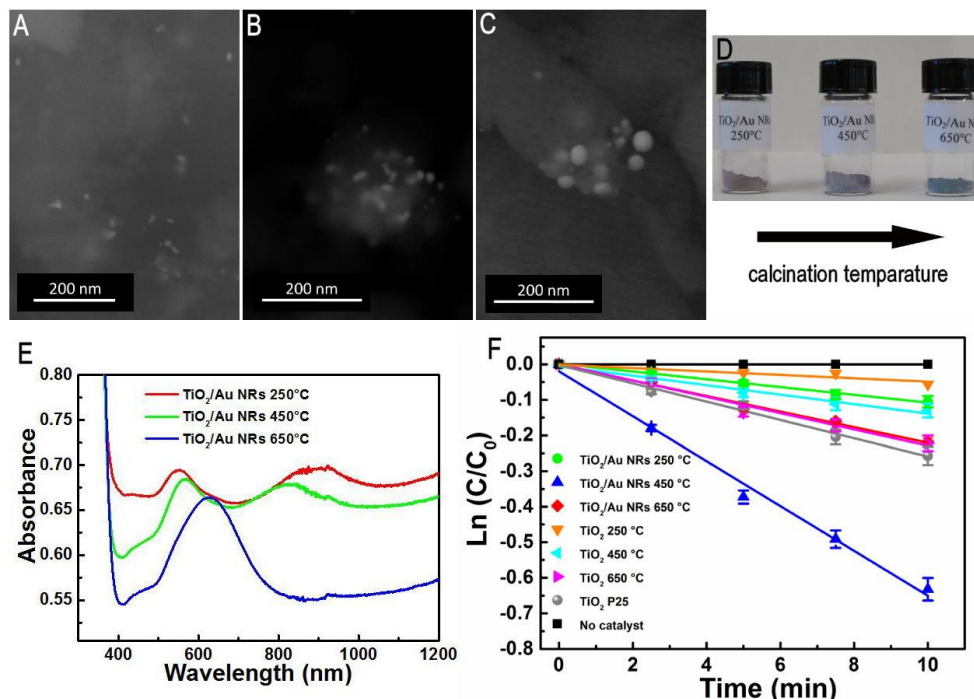 A
B
C
D
200 nm
200 nm
200 nm
TiO2/Au NRs
250°C
TiO2/Au NRs
450°C
TiO2/Au N
650°C
calcination temparature
E
0.80
0.75
0.70
0.65
0.60
0.55
Absorbance
TiO2/Au NRs 250°C
TiO2/Au NRs 450°C
TiO2/Au NRs 650°C
400
600
800
1000
1200
Wavelength (nm)
F
0.0
-0.1
-0.2
-0.3
-0.4
-0.5
-0.6
-0.7
-0.8
Ln (C/C0)
TiO2/Au NRs 250 °C
TiO2/Au NRs 450 °C
TiO2/Au NRs 650 °C
TiO2 250 °C
TiO2 450 °C
TiO2 650 °C
TiO2 P25
No catalyst
0
2
4
6
8
10
Time (min)